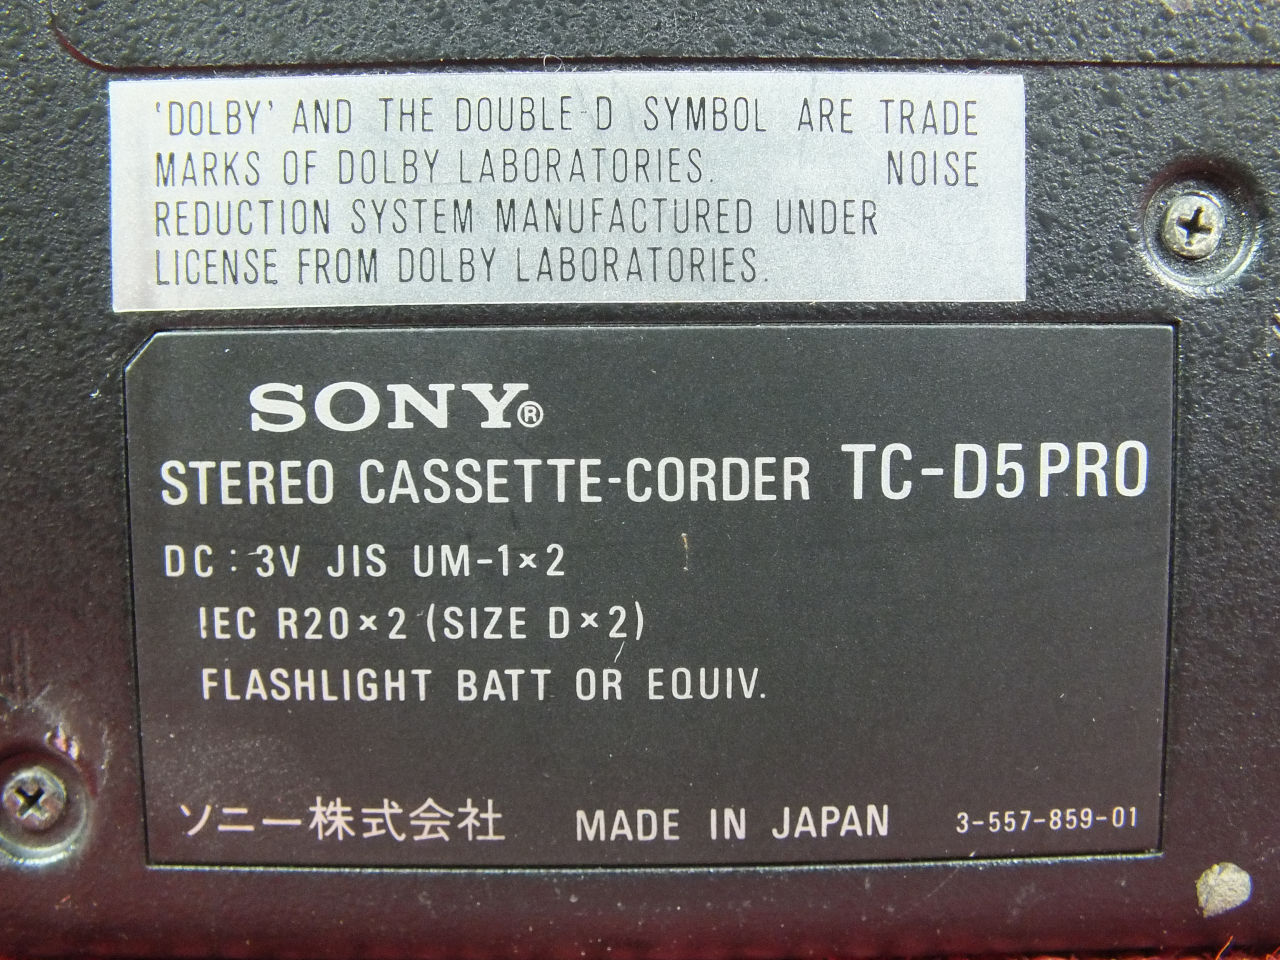 'DOLBY' AND THE DOUBLE-D SYMBOL ARE TRADE
MARKS OF DOLBY LABORATORIES. NOISE
REDUCTION SYSTEM MANUFACTURED UNDER
LICENSE FROM DOLBY LABORATORIES.
SONY®
STEREO CASSETTE-CORDER TC-D5PRO
DC : 3V JIS UM-1×2
IEC R20×2 (SIZE D×2)
FLASHLIGHT BATT OR EQUIV.
ソニー株式会社 MADE IN JAPAN 3-557-859-01